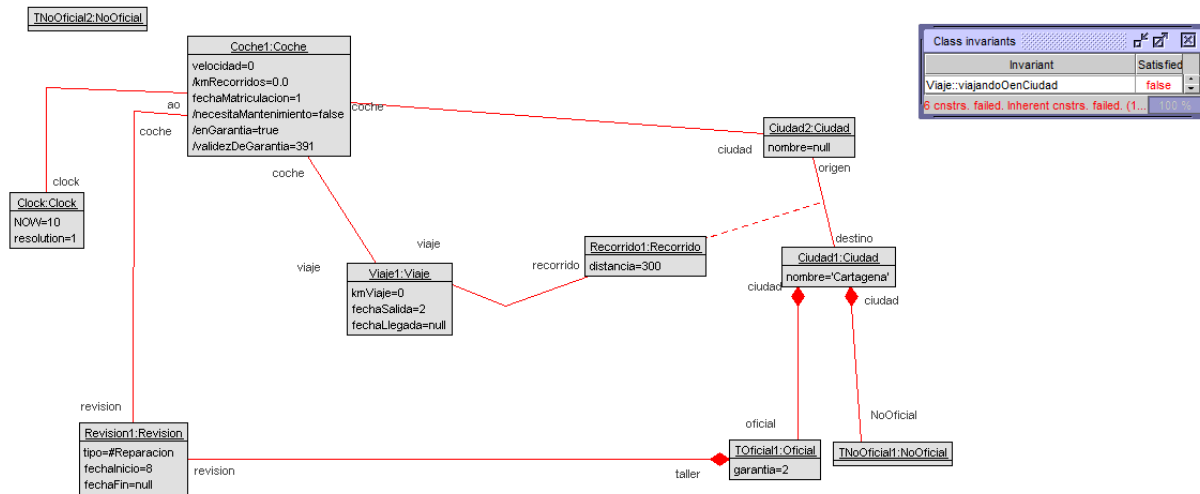 TNoOficial2:NoOficial
Coche1:Coche
velocidad=0
/kmRecorridos=0.0
fechaMatriculacion=1
/necesitaMantenimiento=false
/enGarantia=true
/validezDeGarantia=391
ao
coche
coche
coche
clock
Clock:Clock
NOW=10
resolution=1
Class invariants
Invariant
Satisfied
Viaje::viajandoOenCiudad
false
6 cnstrs. failed. Inherent cnstrs. failed. (1...
100 %
Ciudad2:Ciudad
nombre=null
ciudad
origen
destino
viaje
viaje
Viaje1:Viaje
kmViaje=0
fechaSalida=2
fechaLlegada=null
recorrido
Recorrido1:Recorrido
distancia=300
Ciudad1:Ciudad
nombre='Cartagena'
ciudad
ciudad
revision
Revision1:Revision
tipo=#Reparacion
fechaInicio=8
fechaFin=null
revision
oficial
NoOficial
taller
TOficial1:Oficial
garantia=2
TNoOficial1:NoOficial